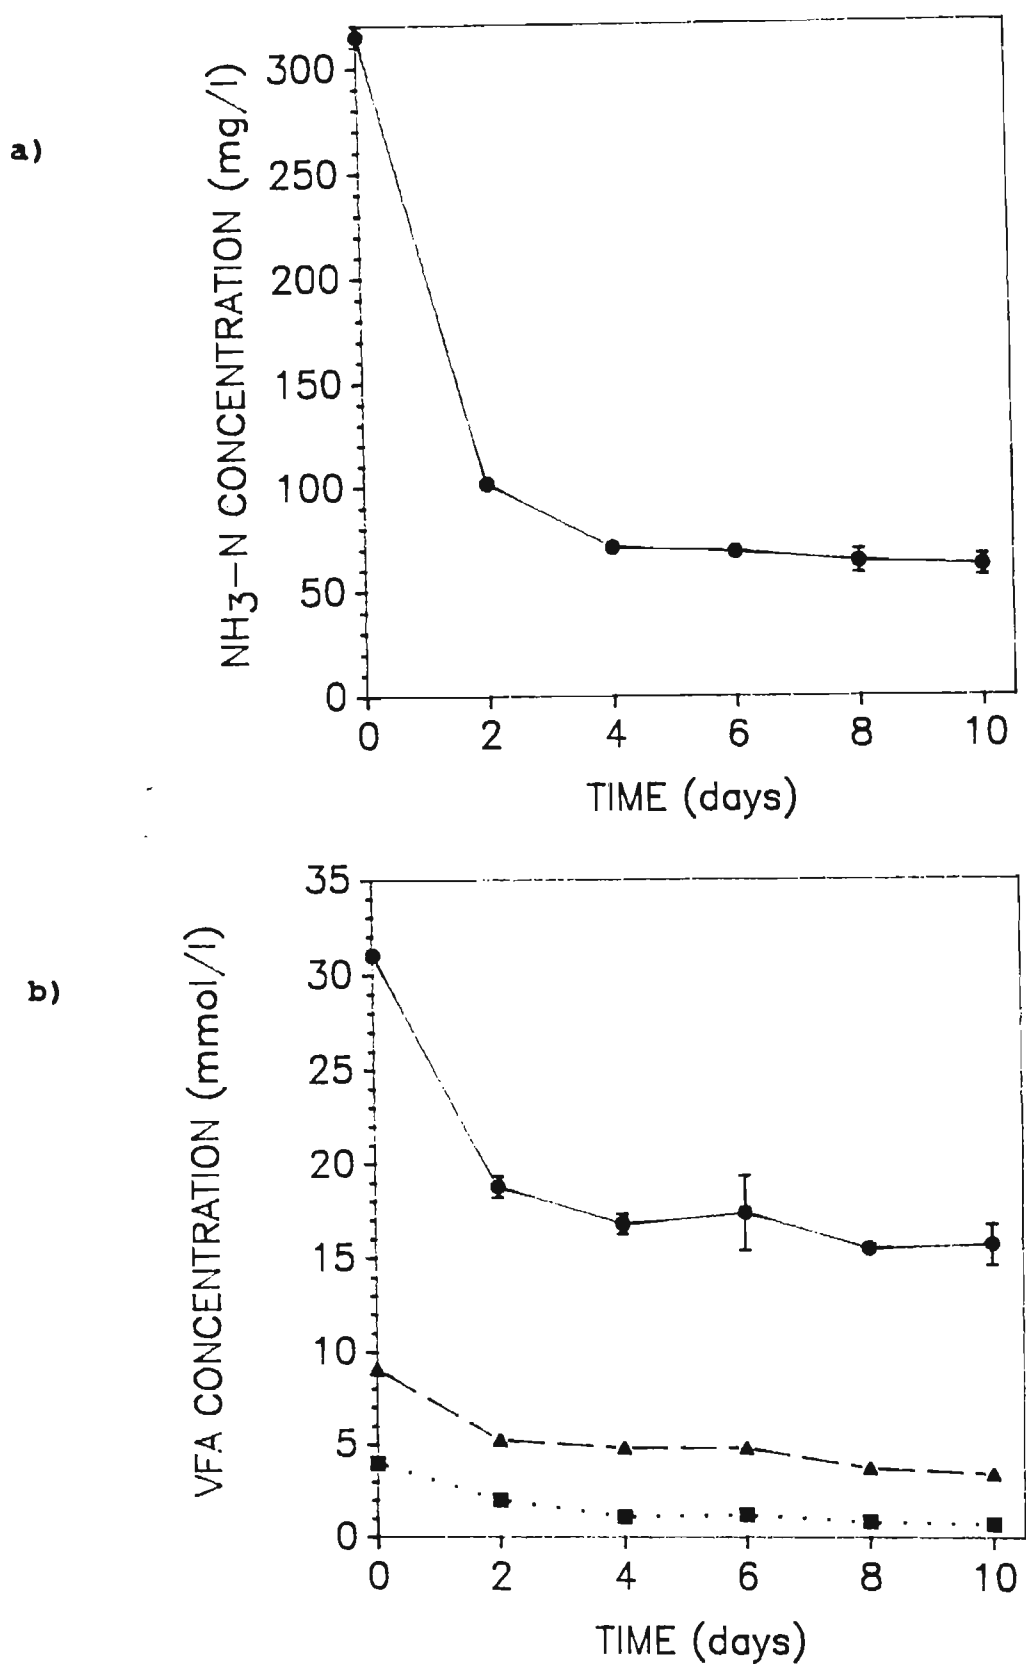 a)
NH3-N CONCENTRATION (mg/l)
300
250
200
150
100
50
0
0 2 4 6 8 10
TIME (days)
b)
VFA CONCENTRATION (mmol/l)
35
30
25
20
15
10
5
0
0 2 4 6 8 10
TIME (days)